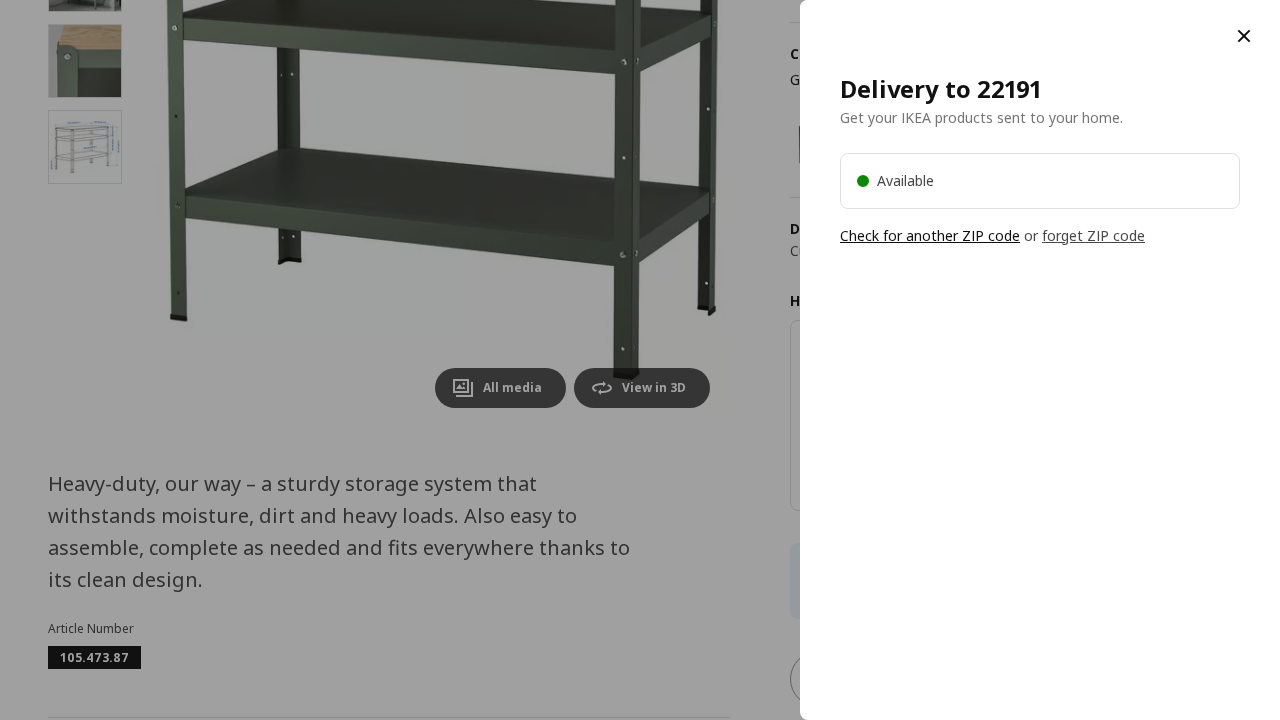 Delivery to 22191
Get your IKEA products sent to your home.
Available
Check for another ZIP code or forget ZIP code
All media
View in 3D
Heavy-duty, our way – a sturdy storage system that
withstands moisture, dirt and heavy loads. Also easy to
assemble, complete as needed and fits everywhere thanks to
its clean design.
Article Number
105.473.87